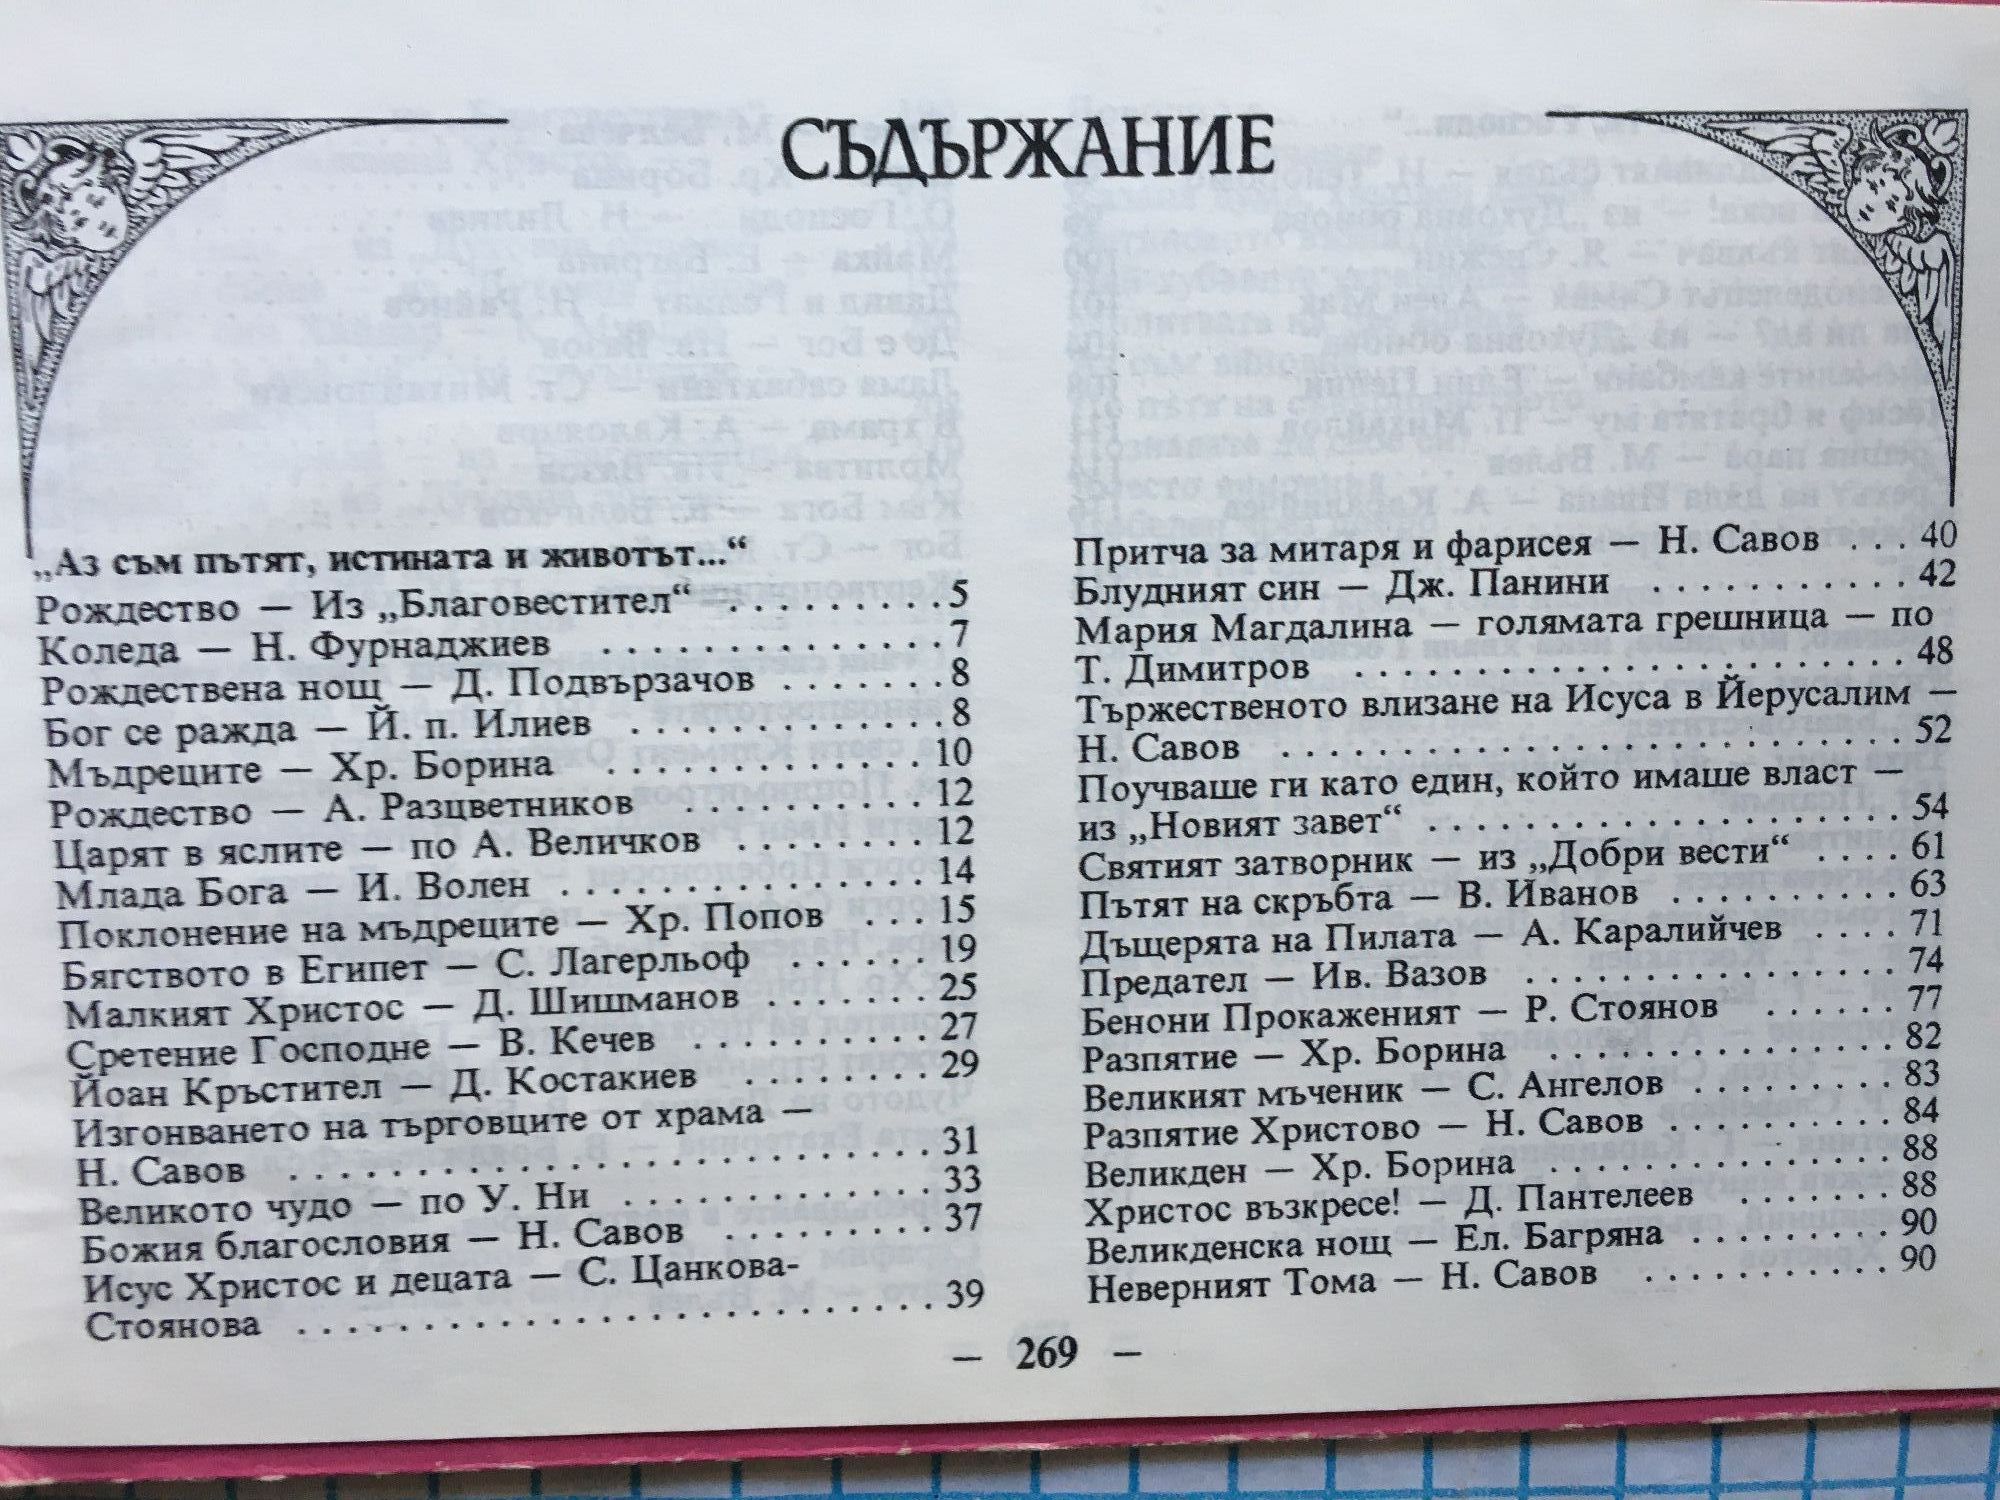 СЪДЪРЖАНИЕ
„Аз съм пътят, истината и животът...“
Рождество — Из „Благовестител“ . . . . . . . . . 5
Коледа — Н. Фурнаджиев . . . . . . . . . . . . . 7
Рождествена нощ — Д. Подвързачов . . . . . . . 8
Бог се ражда — Й. п. Илиев . . . . . . . . . . . . 8
Мъдреците — Хр. Борина . . . . . . . . . . . . 10
Рождество — А. Разцветников . . . . . . . . . . 12
Царят в яслите — по А. Величков . . . . . . . . 12
Млада Бога — И. Волен . . . . . . . . . . . . . . 14
Поклонение на мъдреците — Хр. Попов . . . 15
Бягството в Египет — С. Лагерльоф . . . . . . 19
Малкият Христос — Д. Шишманов . . . . . . . 25
Сретение Господне — В. Кечев . . . . . . . . . . 27
Йоан Кръстител — Д. Костакиев . . . . . . . . 29
Изгонването на търговците от храма —
Н. Савов . . . . . . . . . . . . . . . . . . . . . . . . 31
Великото чудо — по У. Ни . . . . . . . . . . . . 33
Божия благословия — Н. Савов . . . . . . . . . 37
Исус Христос и децата — С. Цанкова-
Стоянова . . . . . . . . . . . . . . . . . . . . . . . . 39
Притча за митаря и фарисея — Н. Савов . . . 40
Блудният син — Дж. Панини . . . . . . . . . . . 42
Мария Магдалина — голямата грешница — по
Т. Димитров . . . . . . . . . . . . . . . . . . . . . . 48
Тържественото влизане на Исуса в Йерусалим —
Н. Савов . . . . . . . . . . . . . . . . . . . . . . . . 52
Поучваше ги като един, който имаше власт —
из „Новият завет“ . . . . . . . . . . . . . . . . . . . 54
Святият затворник — из „Добри вести“ . . . . 61
Пътят на скръбта — В. Иванов . . . . . . . . . . 63
Дъщерята на Пилата — А. Каралийчев . . . . 71
Предател — Ив. Вазов . . . . . . . . . . . . . . . 74
Бенони Прокаженият — Р. Стоянов . . . . . . 77
Разпятие — Хр. Борина . . . . . . . . . . . . . . 82
Великият мъченик — С. Ангелов . . . . . . . . . 83
Разпятие Христово — Н. Савов . . . . . . . . . . 84
Великден — Хр. Борина . . . . . . . . . . . . . . 88
Христос възкресе! — Д. Пантелеев . . . . . . . 88
Великденска нощ — Ел. Багряна . . . . . . . . . 90
Неверният Тома — Н. Савов . . . . . . . . . . . 90
— 269 —